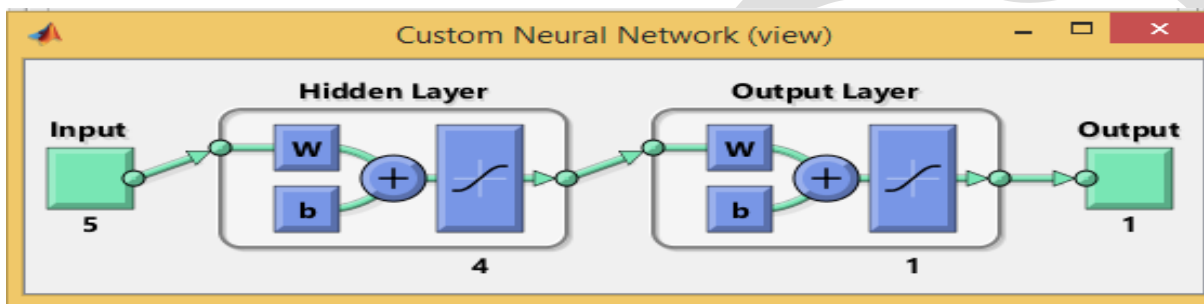 Custom Neural Network (view)
Hidden Layer
Output Layer
Input
Output
W
W
b
b
5
4
1
1